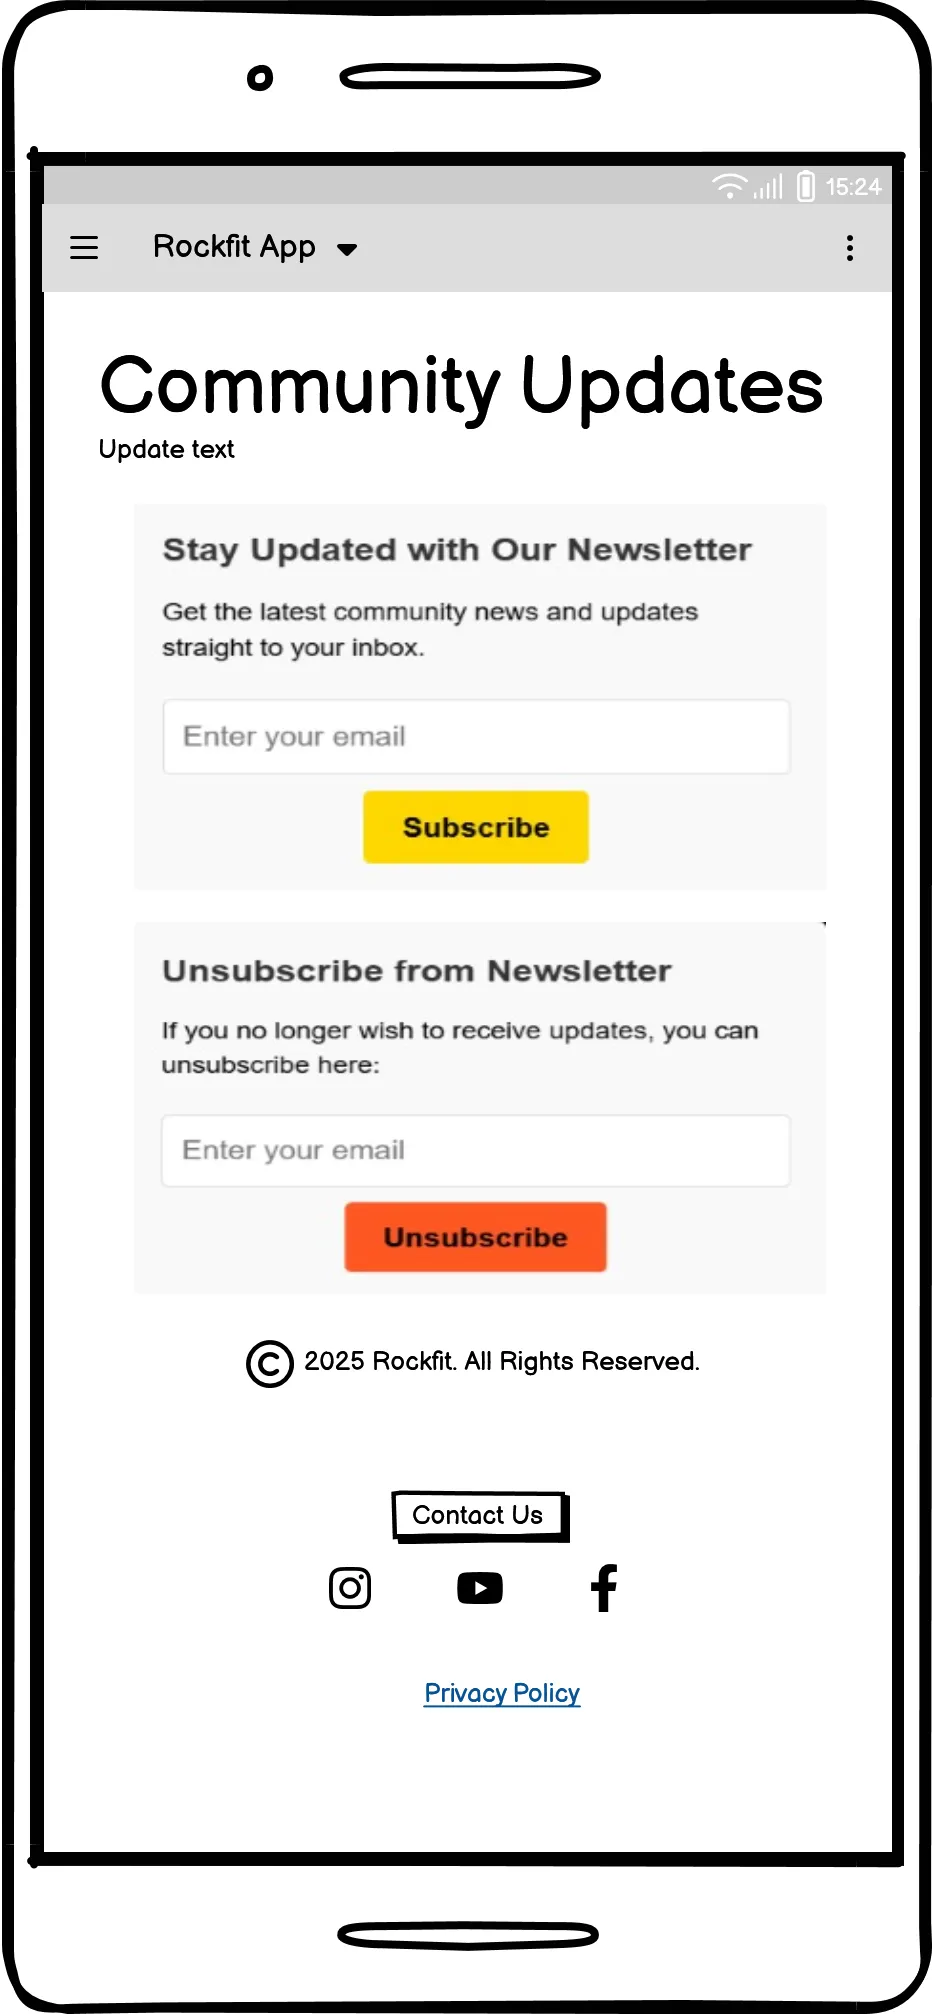 15:24
Rockfit App
Community Updates
Update text
Stay Updated with Our Newsletter
Get the latest community news and updates
straight to your inbox.
Enter your email
Subscribe
Unsubscribe from Newsletter
If you no longer wish to receive updates, you can
unsubscribe here:
Enter your email
Unsubscribe
© 2025 Rockfit. All Rights Reserved.
Contact Us
Privacy Policy